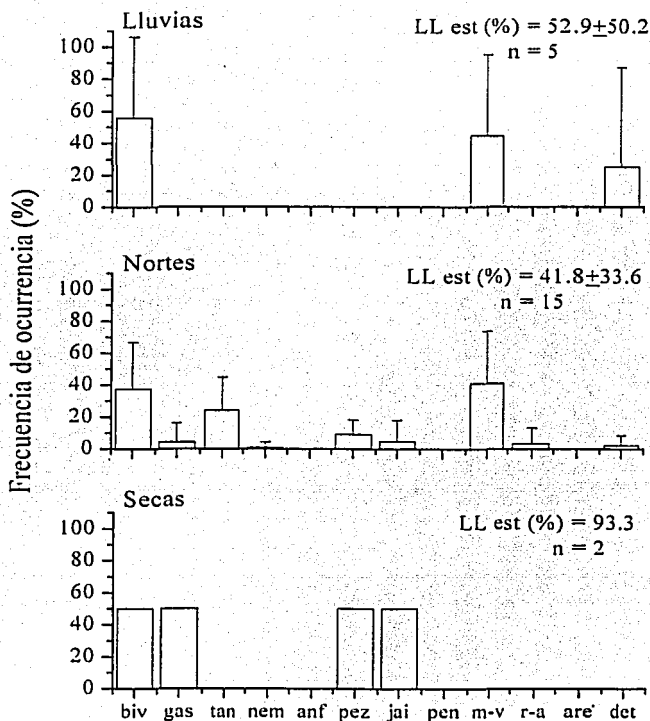 Lluvias
LL est (%) = 52.9±50.2
n = 5
100
80
60
40
20
0
Frecuencia de ocurrencia (%)
Nortes
LL est (%) = 41.8±33.6
n = 15
100
80
60
40
20
0
Secas
LL est (%) = 93.3
n = 2
100
80
60
40
20
0
biv gas tan nem anf pez jai pen m-v r-a are det